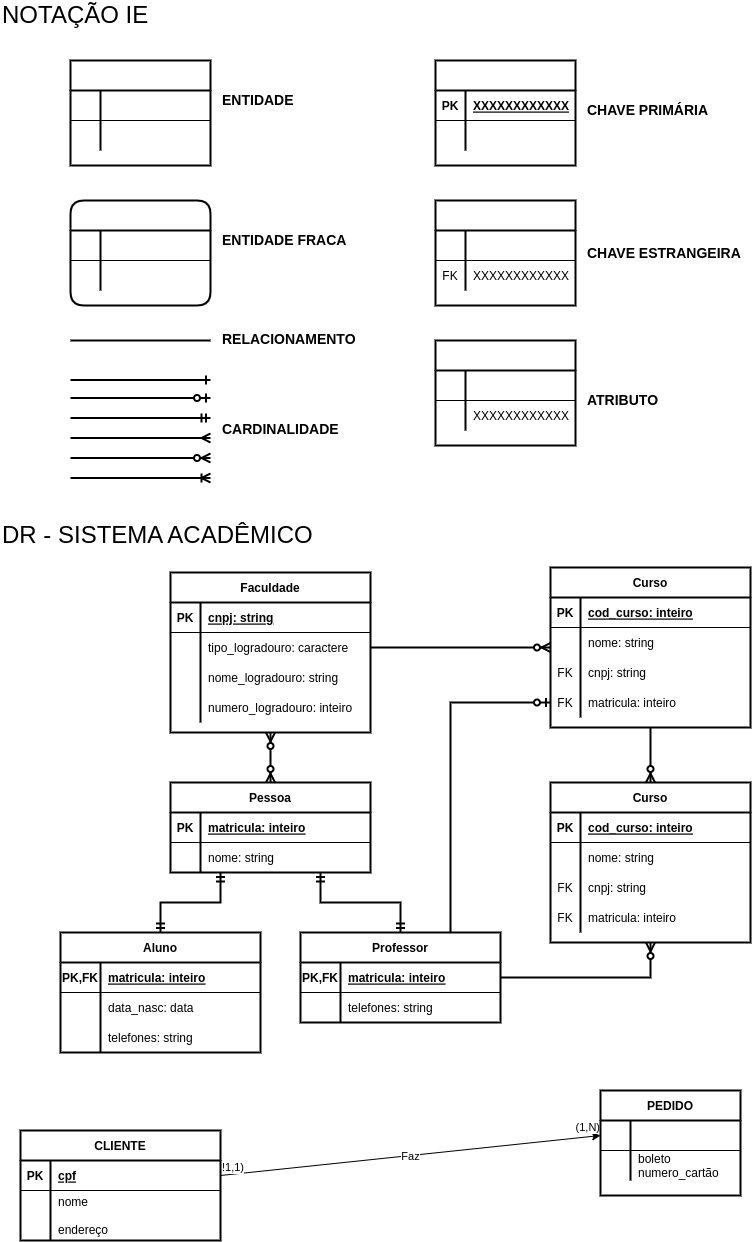 NOTAÇÃO IE
ENTIDADE
PK XXXXXXXXXXXX
CHAVE PRIMÁRIA
ENTIDADE FRACA
CHAVE ESTRANGEIRA
FK XXXXXXXXXXXX
RELACIONAMENTO
ATRIBUTO
XXXXXXXXXXXX
CARDINALIDADE
DR - SISTEMA ACADÊMICO
Faculdade
PK cnpj: string
tipo_logradouro: caractere
nome_logradouro: string
numero_logradouro: inteiro
Curso
PK cod_curso: inteiro
nome: string
FK cnpj: string
FK matricula: inteiro
Pessoa
PK matricula: inteiro
nome: string
Curso
PK cod_curso: inteiro
nome: string
FK cnpj: string
FK matricula: inteiro
Aluno
PK,FK matricula: inteiro
data_nasc: data
telefones: string
Professor
PK,FK matricula: inteiro
telefones: string
CLIENTE
PK cpf
nome
endereço
!1,1)
Faz
(1,N)
PEDIDO
boleto
numero_cartão